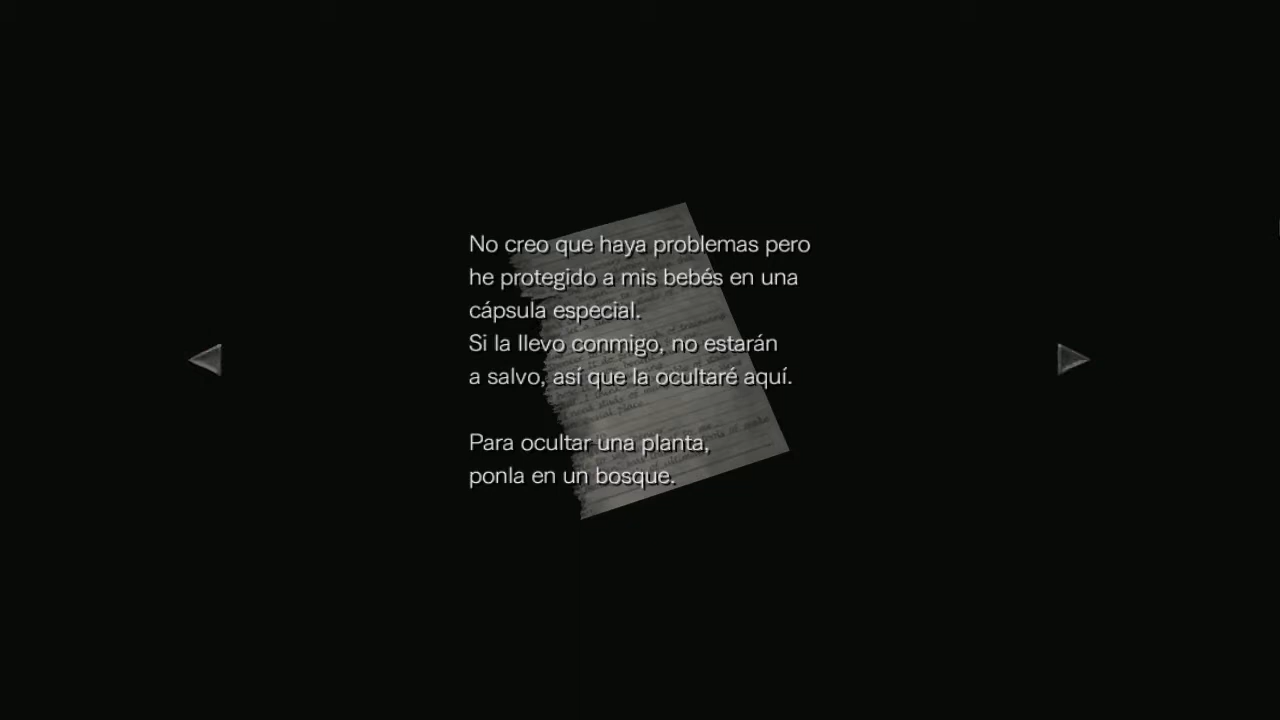 No creo que haya problemas pero
he protegido a mis bebés en una
cápsula especial.
Si la llevo conmigo, no estarán
a salvo, así que la ocultaré aquí.
Para ocultar una planta,
ponla en un bosque.